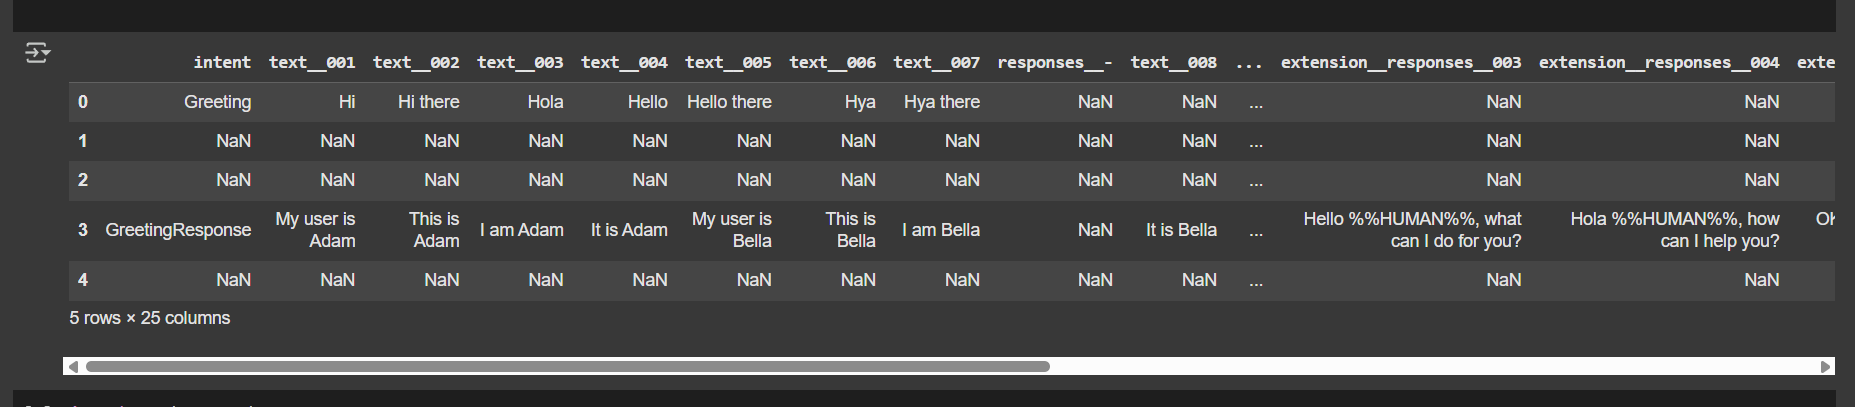 intent text__001 text__002 text__003 text__004 text__005 text__006 text__007 responses__- text__008 ... extension__responses__003 extension__responses__004 exte
0 Greeting Hi Hi there Hola Hello Hello there Hya Hya there NaN NaN ... NaN NaN
1 NaN NaN NaN NaN NaN NaN NaN NaN NaN NaN ... NaN NaN
2 NaN NaN NaN NaN NaN NaN NaN NaN NaN NaN ... NaN NaN
3 GreetingResponse My user is Adam This is Adam I am Adam It is Adam My user is Bella This is Bella I am Bella NaN It is Bella ... Hello %%HUMAN%%, what can I do for you? Hola %%HUMAN%%, how can I help you?
4 NaN NaN NaN NaN NaN NaN NaN NaN NaN NaN ... NaN NaN
5 rows × 25 columns